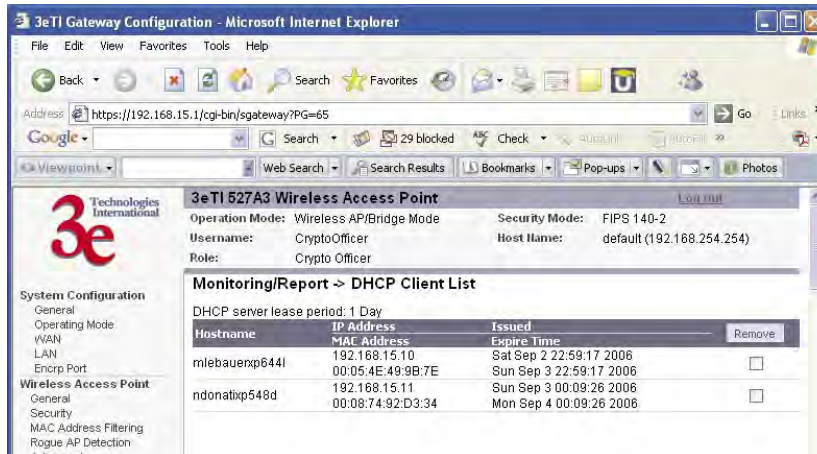 3eTI Gateway Configuration - Microsoft Internet Explorer
File Edit View Favorites Tools Help
Back Search Favorites
Address https://192.168.15.1/cgi-bin/sgateway?PG=65 Go Links
Google Search 29 blocked ABC Check
Viewpoint Web Search Search Results Bookmarks Pop-ups Photos
3e Technologies International
3eTI 527A3 Wireless Access Point Log out
Operation Mode: Wireless AP/Bridge Mode Security Mode: FIPS 140-2
Username: CryptoOfficer Host Name: default (192.168.254.254)
Role: Crypto Officer
System Configuration
General
Operating Mode
WAN
LAN
Encrp Port
Wireless Access Point
General
Security
MAC Address Filtering
Rogue AP Detection
Monitoring/Report -> DHCP Client List
DHCP server lease period: 1 Day
Hostname IP Address Issued Remove
MAC Address Expire Time
mlebauerxp644l 192.168.15.10 Sat Sep 2 22:59:17 2006
00:05:4E:49:9B:7E Sun Sep 3 22:59:17 2006
ndonatixp548d 192.168.15.11 Sun Sep 3 00:09:26 2006
00:08:74:92:D3:34 Mon Sep 4 00:09:26 2006